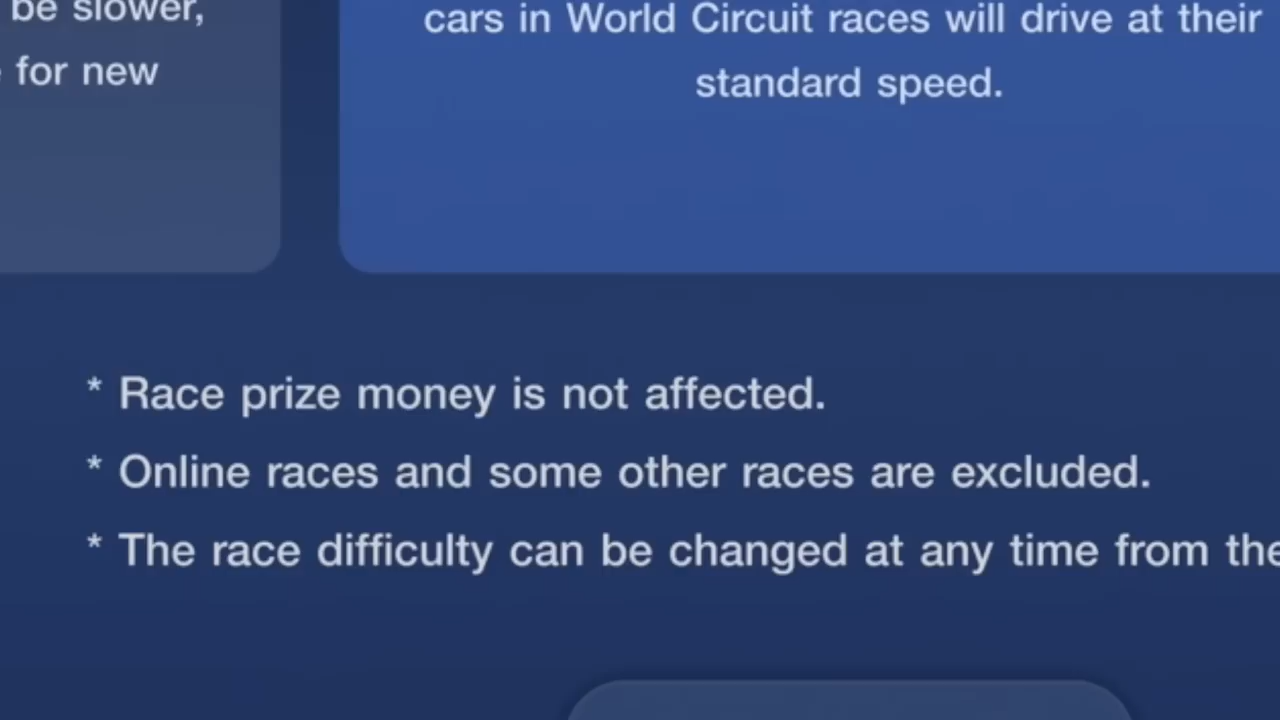 be slower,
for new
cars in World Circuit races will drive at their
standard speed.
* Race prize money is not affected.
* Online races and some other races are excluded.
* The race difficulty can be changed at any time from the